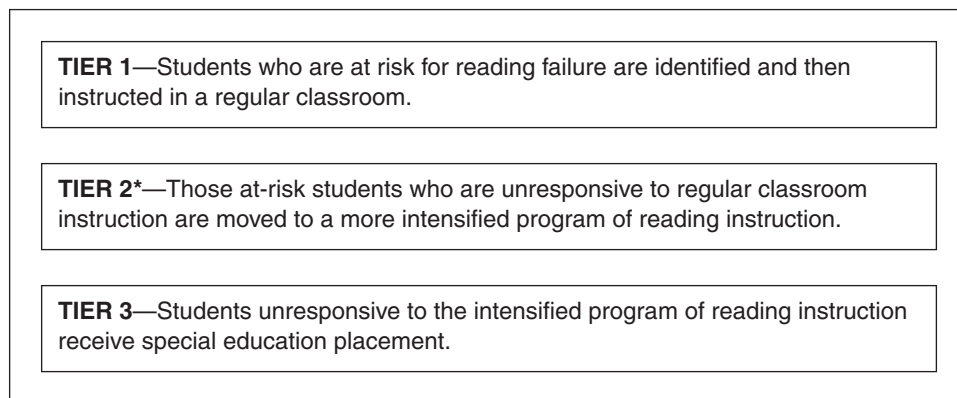 TIER 1—Students who are at risk for reading failure are identified and then
instructed in a regular classroom.
TIER 2*—Those at-risk students who are unresponsive to regular classroom
instruction are moved to a more intensified program of reading instruction.
TIER 3—Students unresponsive to the intensified program of reading instruction
receive special education placement.